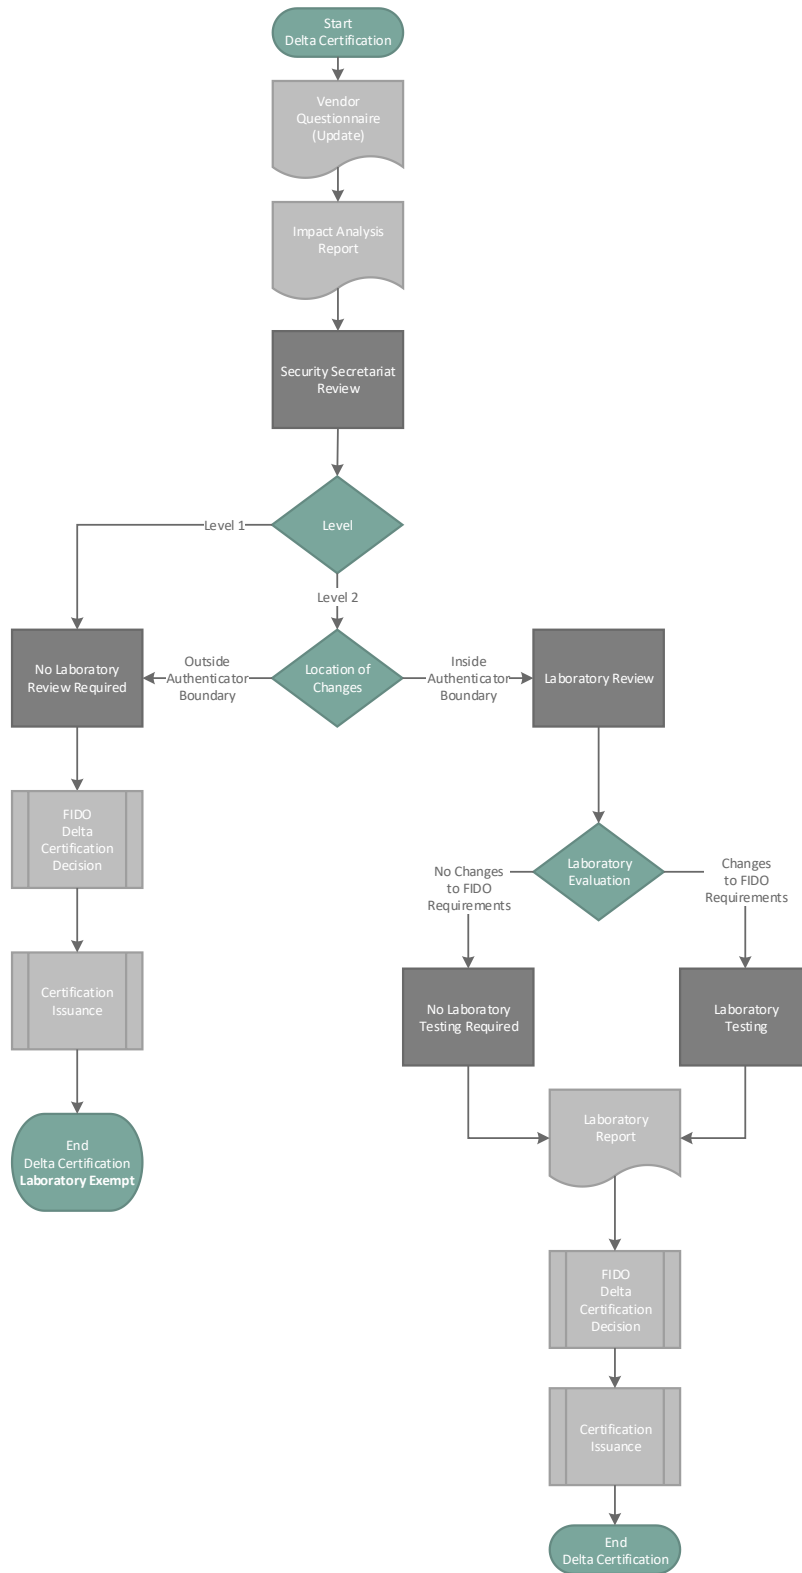 Start
Delta Certification
Vendor
Questionnaire
(Update)
Impact Analysis
Report
Security Secretariat
Review
Level
Level 1
Level 2
Location of
Changes
Outside
Authenticator
Boundary
Inside
Authenticator
Boundary
No Laboratory
Review Required
Laboratory Review
FIDO
Delta
Certification
Decision
Laboratory
Evaluation
No Changes
to FIDO
Requirements
Changes
to FIDO
Requirements
Certification
Issuance
No Laboratory
Testing Required
Laboratory
Testing
End
Delta Certification
Laboratory Exempt
Laboratory
Report
FIDO
Delta
Certification
Decision
Certification
Issuance
End
Delta Certification